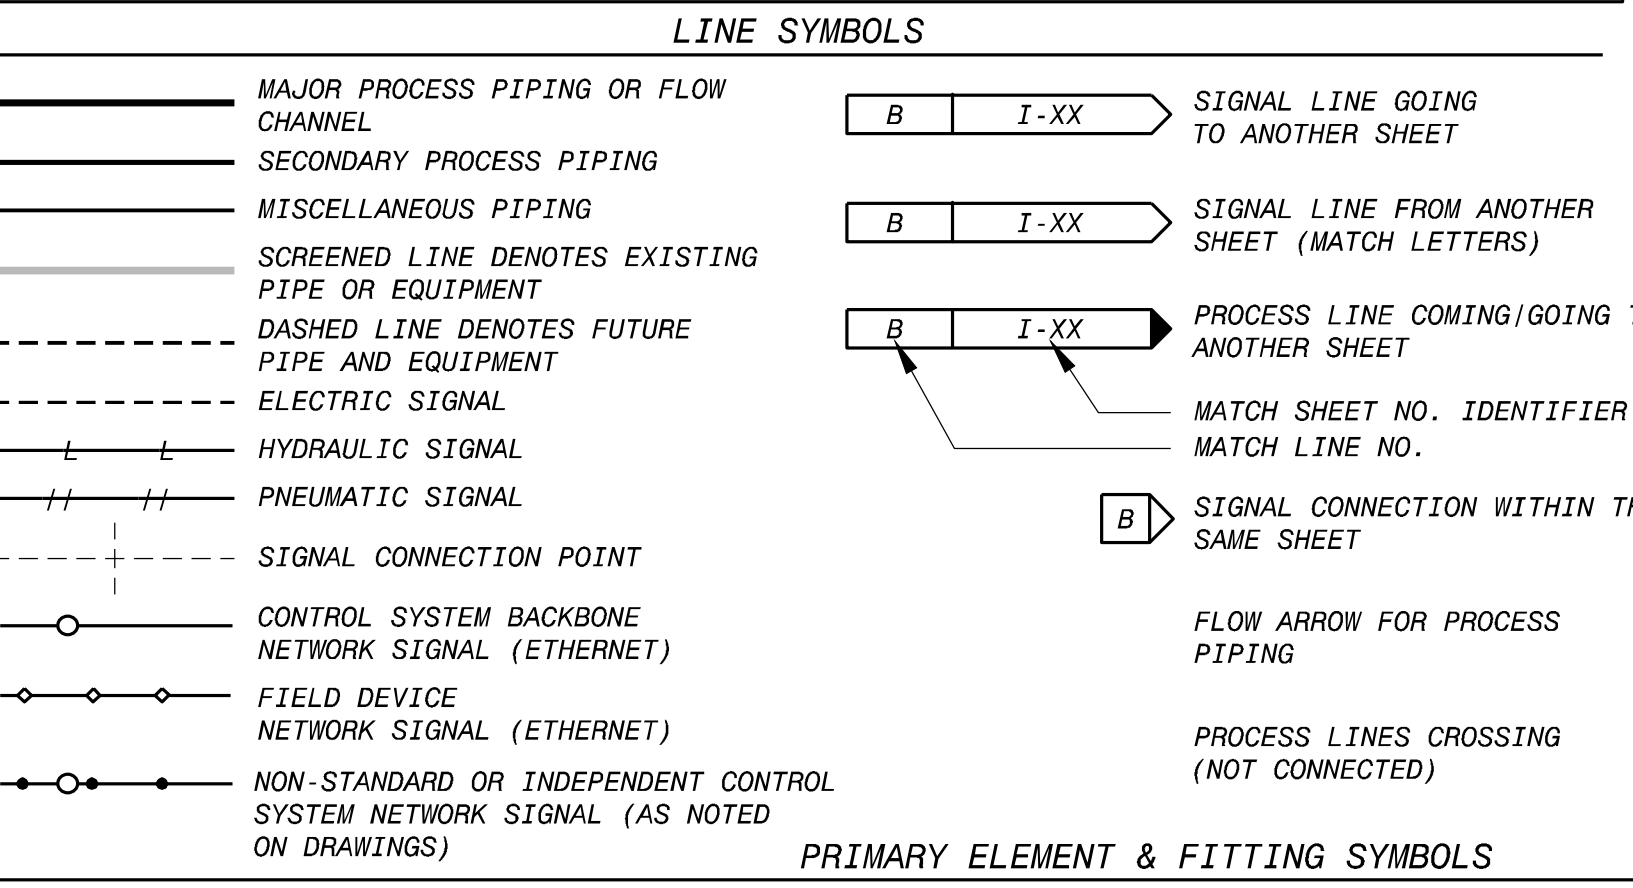 LINE SYMBOLS
MAJOR PROCESS PIPING OR FLOW
CHANNEL
SECONDARY PROCESS PIPING
MISCELLANEOUS PIPING
SCREENED LINE DENOTES EXISTING
PIPE OR EQUIPMENT
DASHED LINE DENOTES FUTURE
PIPE AND EQUIPMENT
ELECTRIC SIGNAL
L L
HYDRAULIC SIGNAL
PNEUMATIC SIGNAL
SIGNAL CONNECTION POINT
CONTROL SYSTEM BACKBONE
NETWORK SIGNAL (ETHERNET)
FIELD DEVICE
NETWORK SIGNAL (ETHERNET)
NON-STANDARD OR INDEPENDENT CONTROL
SYSTEM NETWORK SIGNAL (AS NOTED
ON DRAWINGS)
B I-XX
SIGNAL LINE GOING
TO ANOTHER SHEET
B I-XX
SIGNAL LINE FROM ANOTHER
SHEET (MATCH LETTERS)
B I-XX
PROCESS LINE COMING/GOING
ANOTHER SHEET
MATCH SHEET NO. IDENTIFIER
MATCH LINE NO.
B
SIGNAL CONNECTION WITHIN
SAME SHEET
FLOW ARROW FOR PROCESS
PIPING
PROCESS LINES CROSSING
(NOT CONNECTED)
PRIMARY ELEMENT & FITTING SYMBOLS